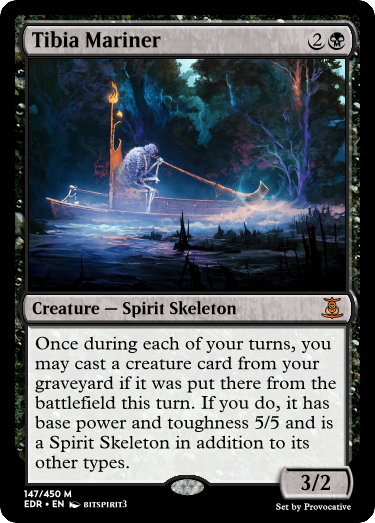 Tibia Mariner 2
Creature — Spirit Skeleton
Once during each of your turns, you
may cast a creature card from your
graveyard if it was put there from the
battlefield this turn. If you do, it has
base power and toughness 5/5 and is
a Spirit Skeleton in addition to its
other types.
3/2
147/450 M
EDR • EN BITSPIRIT3
Set by Provocative